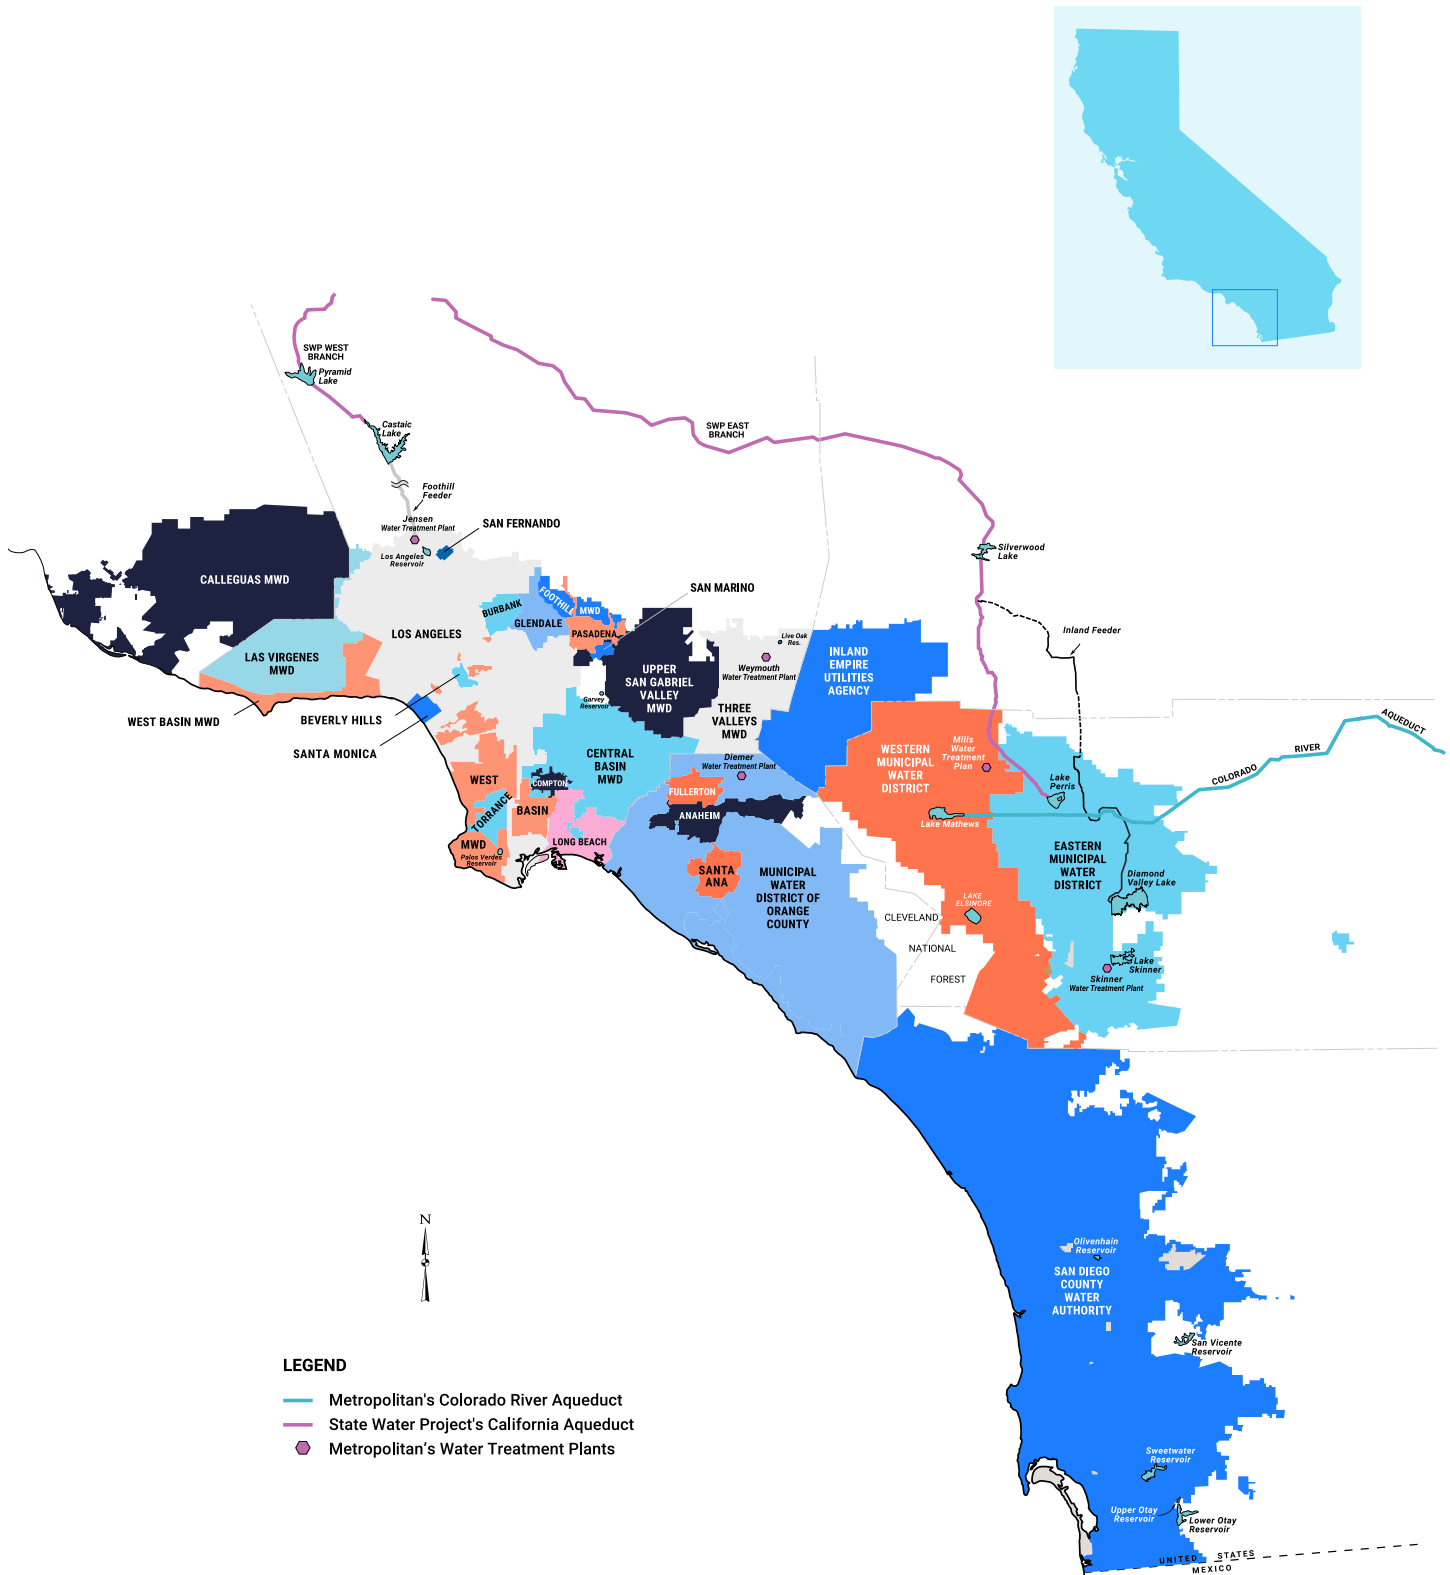 SWP WEST
BRANCH
Pyramid
Lake
Castaic
Lake
SWP EAST
BRANCH
Foothill
Feeder
Jensen
Water Treatment Plant
SAN FERNANDO
Los Angeles
Reservoir
Silverwood
Lake
CALLEGUAS MWD
SAN MARINO
BURBANK
FOOTHILL
MWD
GLENDALE
PASADENA
LOS ANGELES
Live Oak
Res.
Inland Feeder
LAS VIRGENES
MWD
UPPER
SAN GABRIEL
VALLEY
MWD
Weymouth
Water Treatment Plant
INLAND
EMPIRE
UTILITIES
AGENCY
Garvey
Reservoir
THREE
VALLEYS
MWD
WEST BASIN MWD
BEVERLY HILLS
SANTA MONICA
AQUEDUCT
RIVER
COLORADO
CENTRAL
BASIN
MWD
Diemer
Water Treatment Plant
WESTERN
MUNICIPAL
WATER
DISTRICT
Mills
Water
Treatment
Plan
Lake
Perris
WEST
COMPTON
FULLERTON
TORRANCE
BASIN
ANAHEIM
Lake Mathews
MWD
LONG BEACH
Palos Verdes
Reservoir
EASTERN
MUNICIPAL
WATER
DISTRICT
SANTA
ANA
MUNICIPAL
WATER
DISTRICT OF
ORANGE
COUNTY
Diamond
Valley Lake
LAKE
ELSINORE
CLEVELAND
NATIONAL
FOREST
Lake
Skinner
Skinner
Water Treatment Plant
N
Olivenhain
Reservoir
SAN DIEGO
COUNTY
WATER
AUTHORITY
San Vicente
Reservoir
LEGEND
Metropolitan's Colorado River Aqueduct
State Water Project's California Aqueduct
Metropolitan's Water Treatment Plants
Sweetwater
Reservoir
Upper Otay
Reservoir
Lower Otay
Reservoir
UNITED STATES
MEXICO